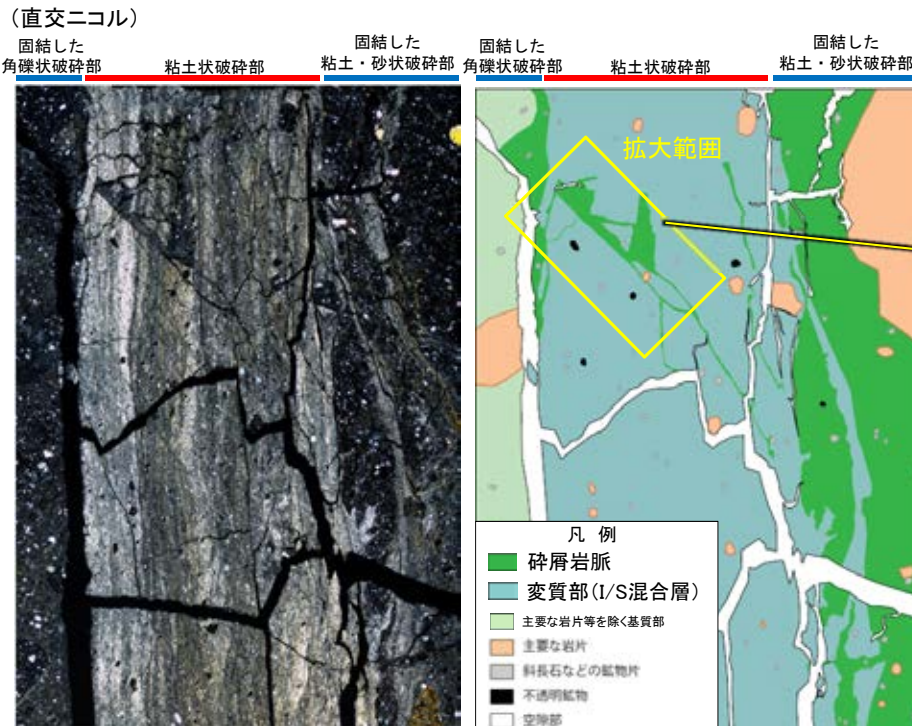 （直交ニコル）
固結した
角礫状破砕部
粘土状破砕部
固結した
粘土・砂状破砕部
固結した
角礫状破砕部
粘土状破砕部
固結した
粘土・砂状破砕部
拡大範囲
凡 例
砕屑岩脈
変質部(I/S混合層)
主要な岩片等を除く基質部
主要な岩片
斜長石などの鉱物片
不透明鉱物
空隙部